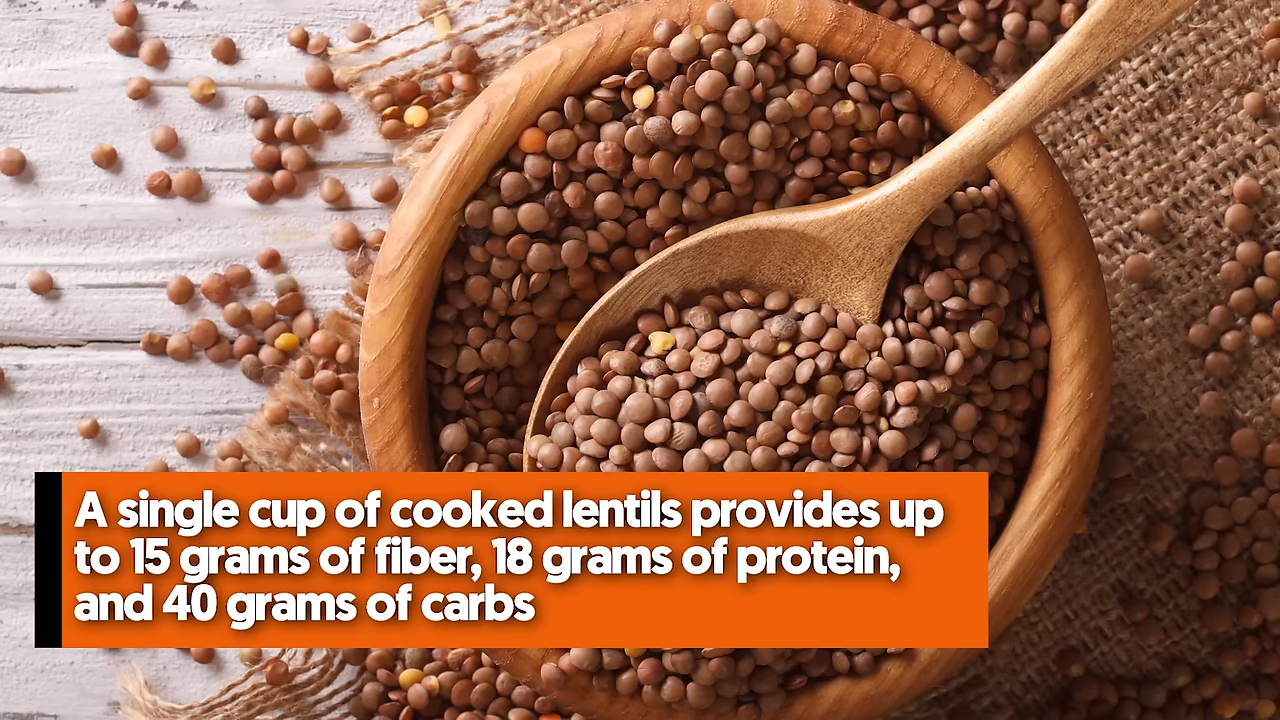 A single cup of cooked lentils provides up
to 15 grams of fiber, 18 grams of protein,
and 40 grams of carbs